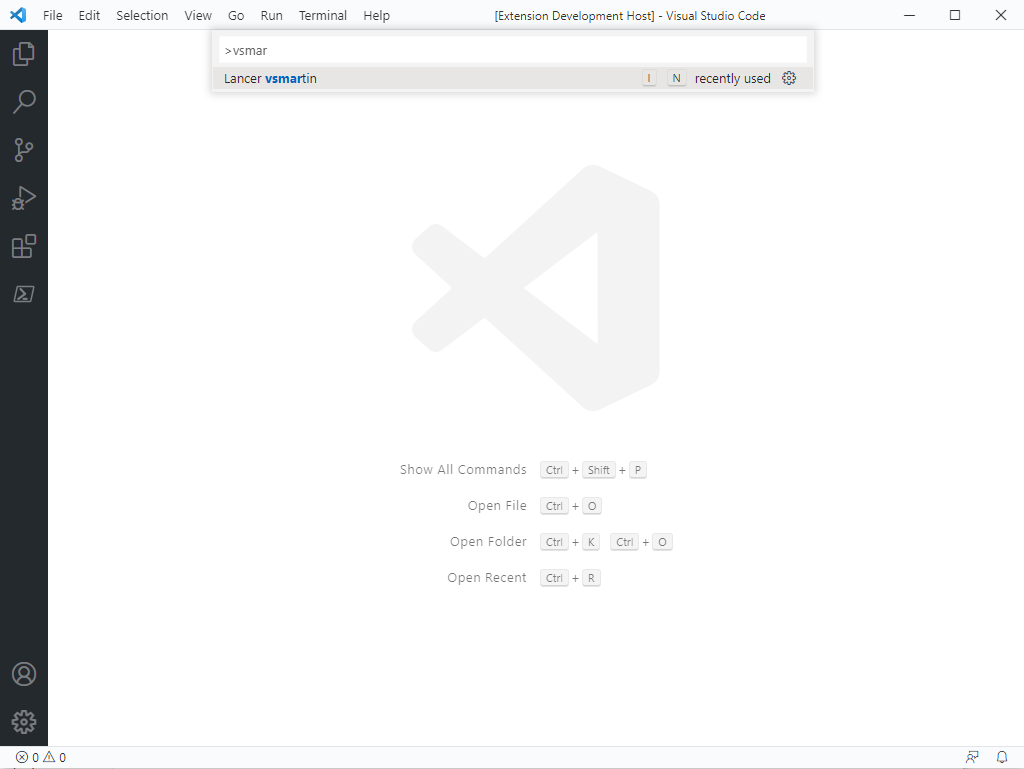 File Edit Selection View Go Run Terminal Help [Extension Development Host] - Visual Studio Code
>vsmar
Lancer vsmartin I N recently used
Show All Commands Ctrl + Shift + P
Open File Ctrl + O
Open Folder Ctrl + K Ctrl + O
Open Recent Ctrl + R
0 0